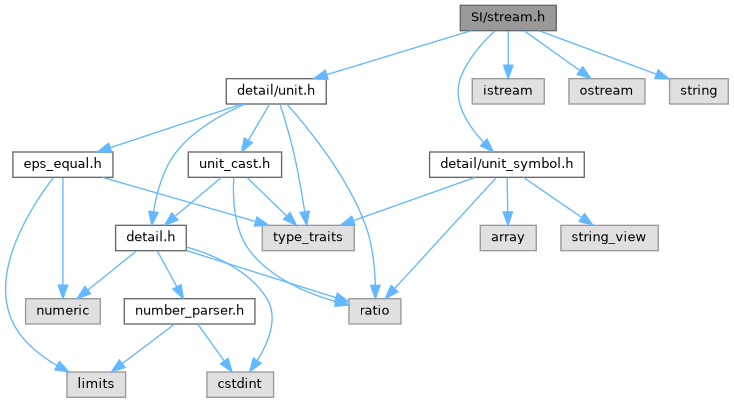 SI/stream.h
detail/unit.h
istream
ostream
string
eps_equal.h
unit_cast.h
detail/unit_symbol.h
detail.h
type_traits
array
string_view
numeric
number_parser.h
ratio
limits
cstdint